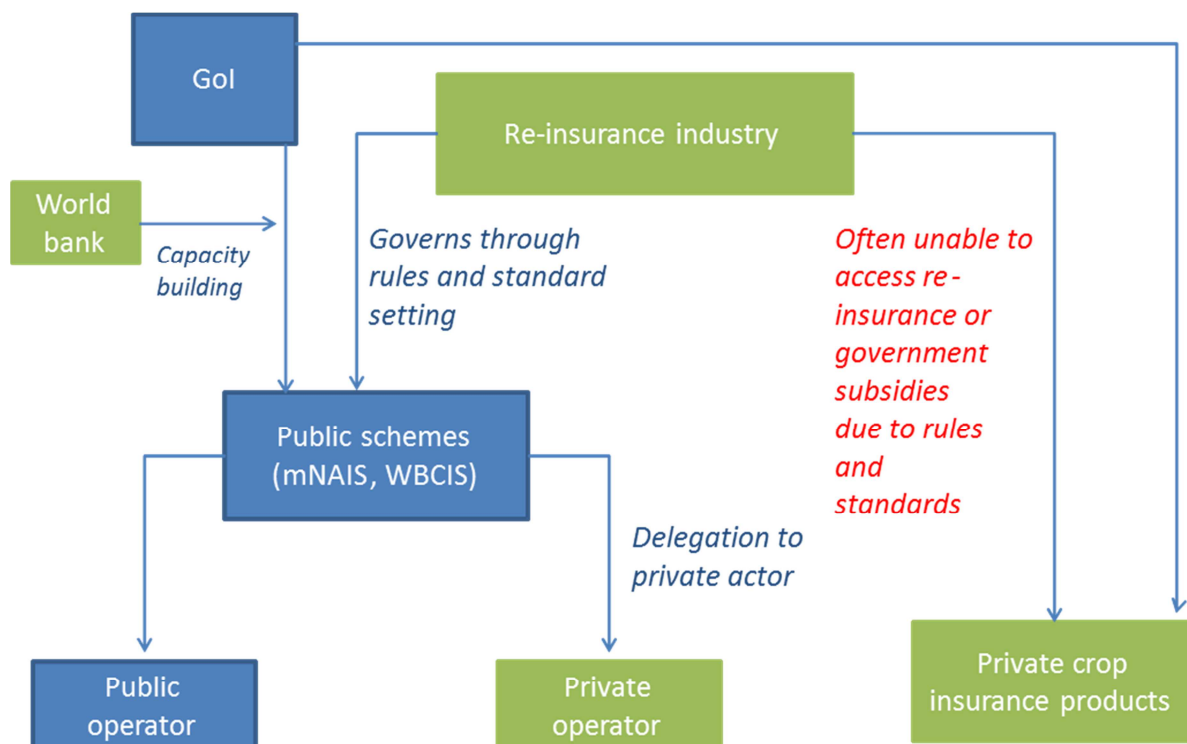 GoI
Re-insurance industry
World
bank
Capacity
building
Governs through
rules and standard
setting
Often unable to
access re-
insurance or
government
subsidies
due to rules
and
standards
Public schemes
(mNAIS, WBCIS)
Delegation to
private actor
Public
operator
Private
operator
Private crop
insurance products